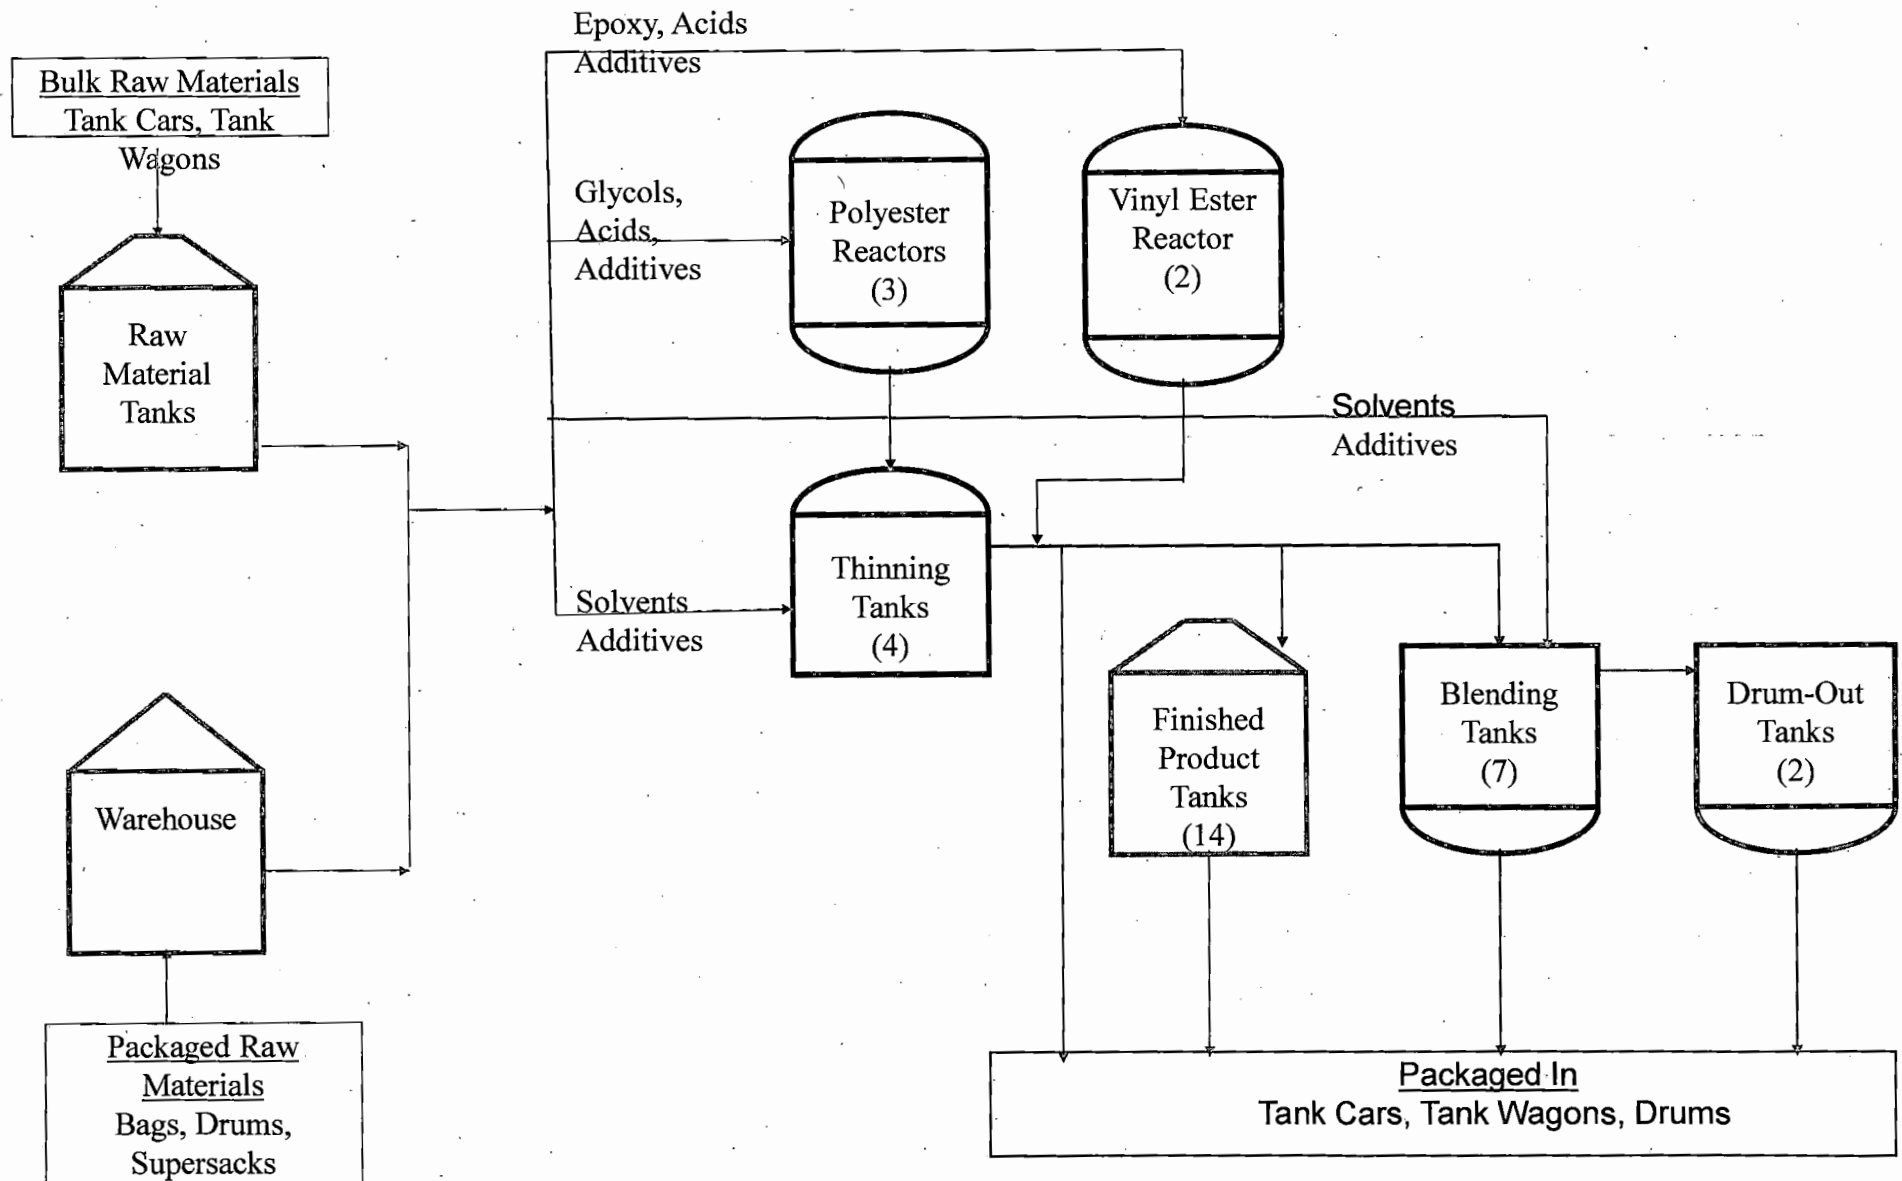 Epoxy, Acids
Additives
Bulk Raw Materials
Tank Cars, Tank
Wagons
Glycols,
Acids,
Additives
Polyester
Reactors
(3)
Vinyl Ester
Reactor
(2)
Raw
Material
Tanks
Solvents
Additives
Thinning
Tanks
(4)
Solvents
Additives
Finished
Product
Tanks
(14)
Blending
Tanks
(7)
Drum-Out
Tanks
(2)
Warehouse
Packaged Raw
Materials
Bags, Drums,
Supersacks
Packaged In
Tank Cars, Tank Wagons, Drums